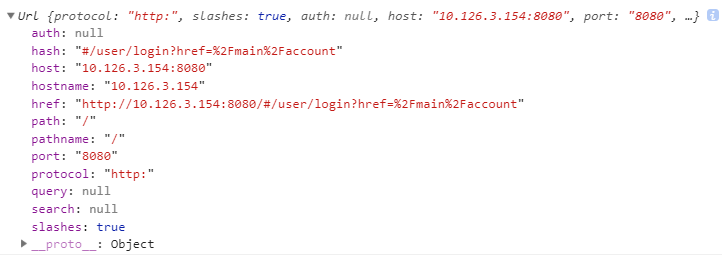 Url {protocol: "http:", slashes: true, auth: null, host: "10.126.3.154:8080", port: "8080", …}
auth: null
hash: "#/user/login?href=%2Fmain%2Faccount"
host: "10.126.3.154:8080"
hostname: "10.126.3.154"
href: "http://10.126.3.154:8080/#/user/login?href=%2Fmain%2Faccount"
path: "/"
pathname: "/"
port: "8080"
protocol: "http:"
query: null
search: null
slashes: true
__proto__: Object